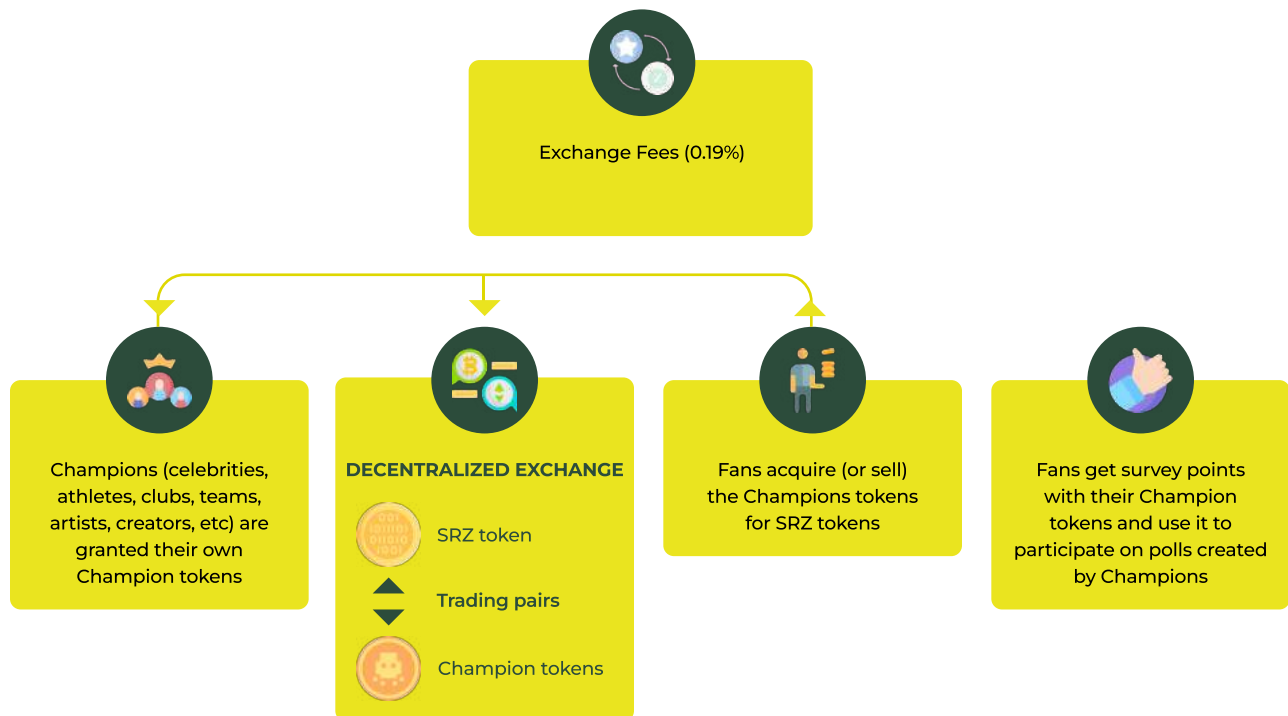 Exchange Fees (0.19%)
Champions (celebrities,
athletes, clubs, teams,
artists, creators, etc) are
granted their own
Champion tokens
DECENTRALIZED EXCHANGE
SRZ token
Trading pairs
Champion tokens
Fans acquire (or sell)
the Champions tokens
for SRZ tokens
Fans get survey points
with their Champion
tokens and use it to
participate on polls created
by Champions